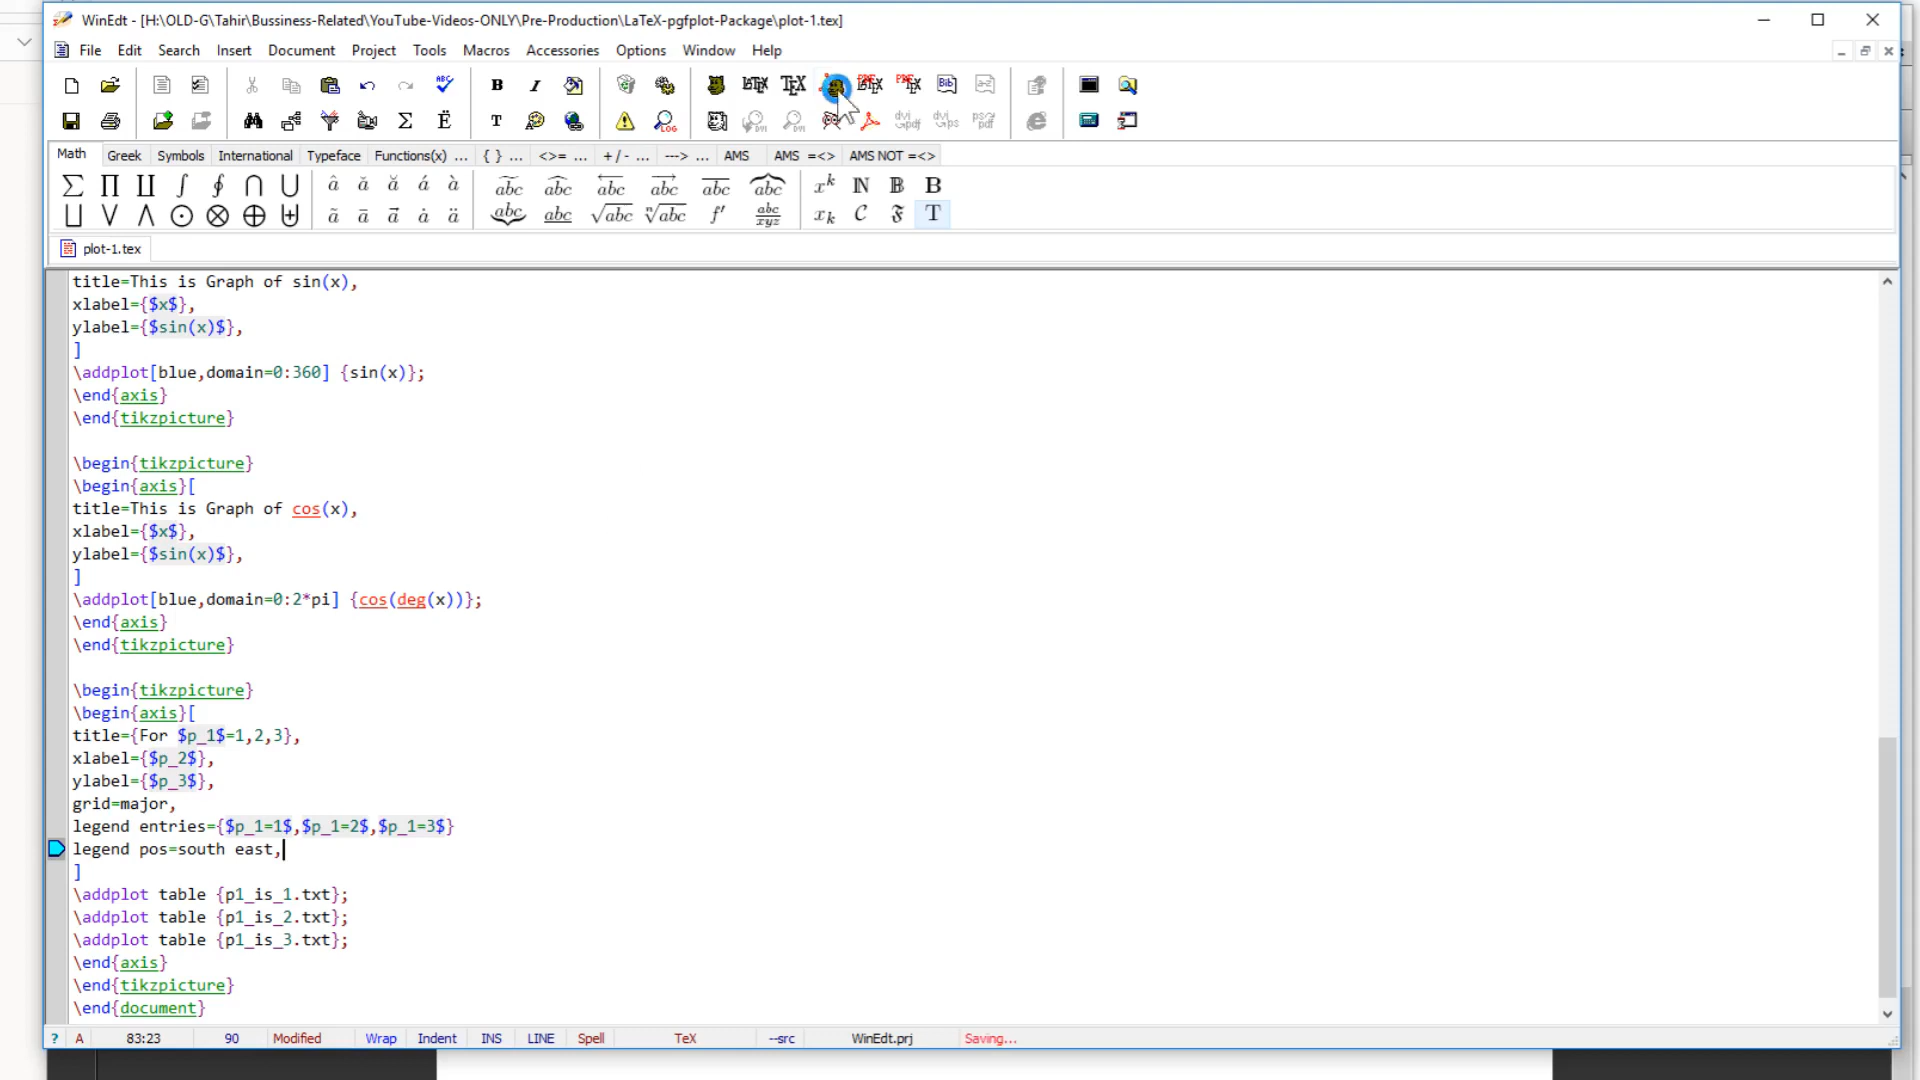 WinEdt - [H:\OLD-G\Tahir\Bussiness-Related\YouTube-Videos-ONLY\Pre-Production\LaTeX-pgfplot-Package\plot-1.tex]
File Edit Search Insert Document Project Tools Macros Accessories Options Window Help
Math Greek Symbols International Typeface Functions(x) ... { } ... <>= ... + / - ... ---> ... AMS AMS =<> AMS NOT =<>
plot-1.tex
title=This is Graph of sin(x),
xlabel={$x$},
ylabel={$sin(x)$},
]
\addplot[blue,domain=0:360] {sin(x)};
\end{axis}
\end{tikzpicture}
\begin{tikzpicture}
\begin{axis}[
title=This is Graph of cos(x),
xlabel={$x$},
ylabel={$sin(x)$},
]
\addplot[blue,domain=0:2*pi] {cos(deg(x))};
\end{axis}
\end{tikzpicture}
\begin{tikzpicture}
\begin{axis}[
title={For $p_1$=1,2,3},
xlabel={$p_2$},
ylabel={$p_3$},
grid=major,
legend entries={$p_1=1$,$p_1=2$,$p_1=3$}
legend pos=south east,
]
\addplot table {p1_is_1.txt};
\addplot table {p1_is_2.txt};
\addplot table {p1_is_3.txt};
\end{axis}
\end{tikzpicture}
\end{document}
? A 83:23 90 Modified Wrap Indent INS LINE Spell TeX --src WinEdt.prj Saving...